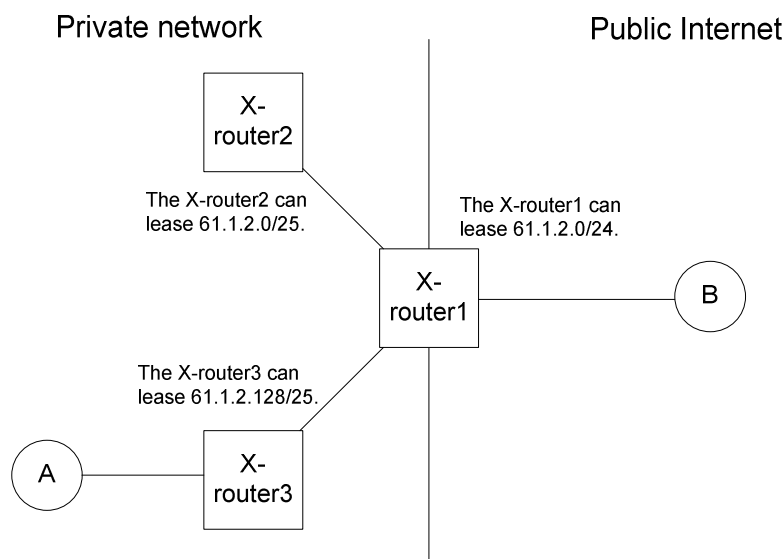 Private network
Public Internet
X-
router2
The X-router2 can
lease 61.1.2.0/25.
The X-router1 can
lease 61.1.2.0/24.
X-
router1
B
The X-router3 can
lease 61.1.2.128/25.
A
X-
router3